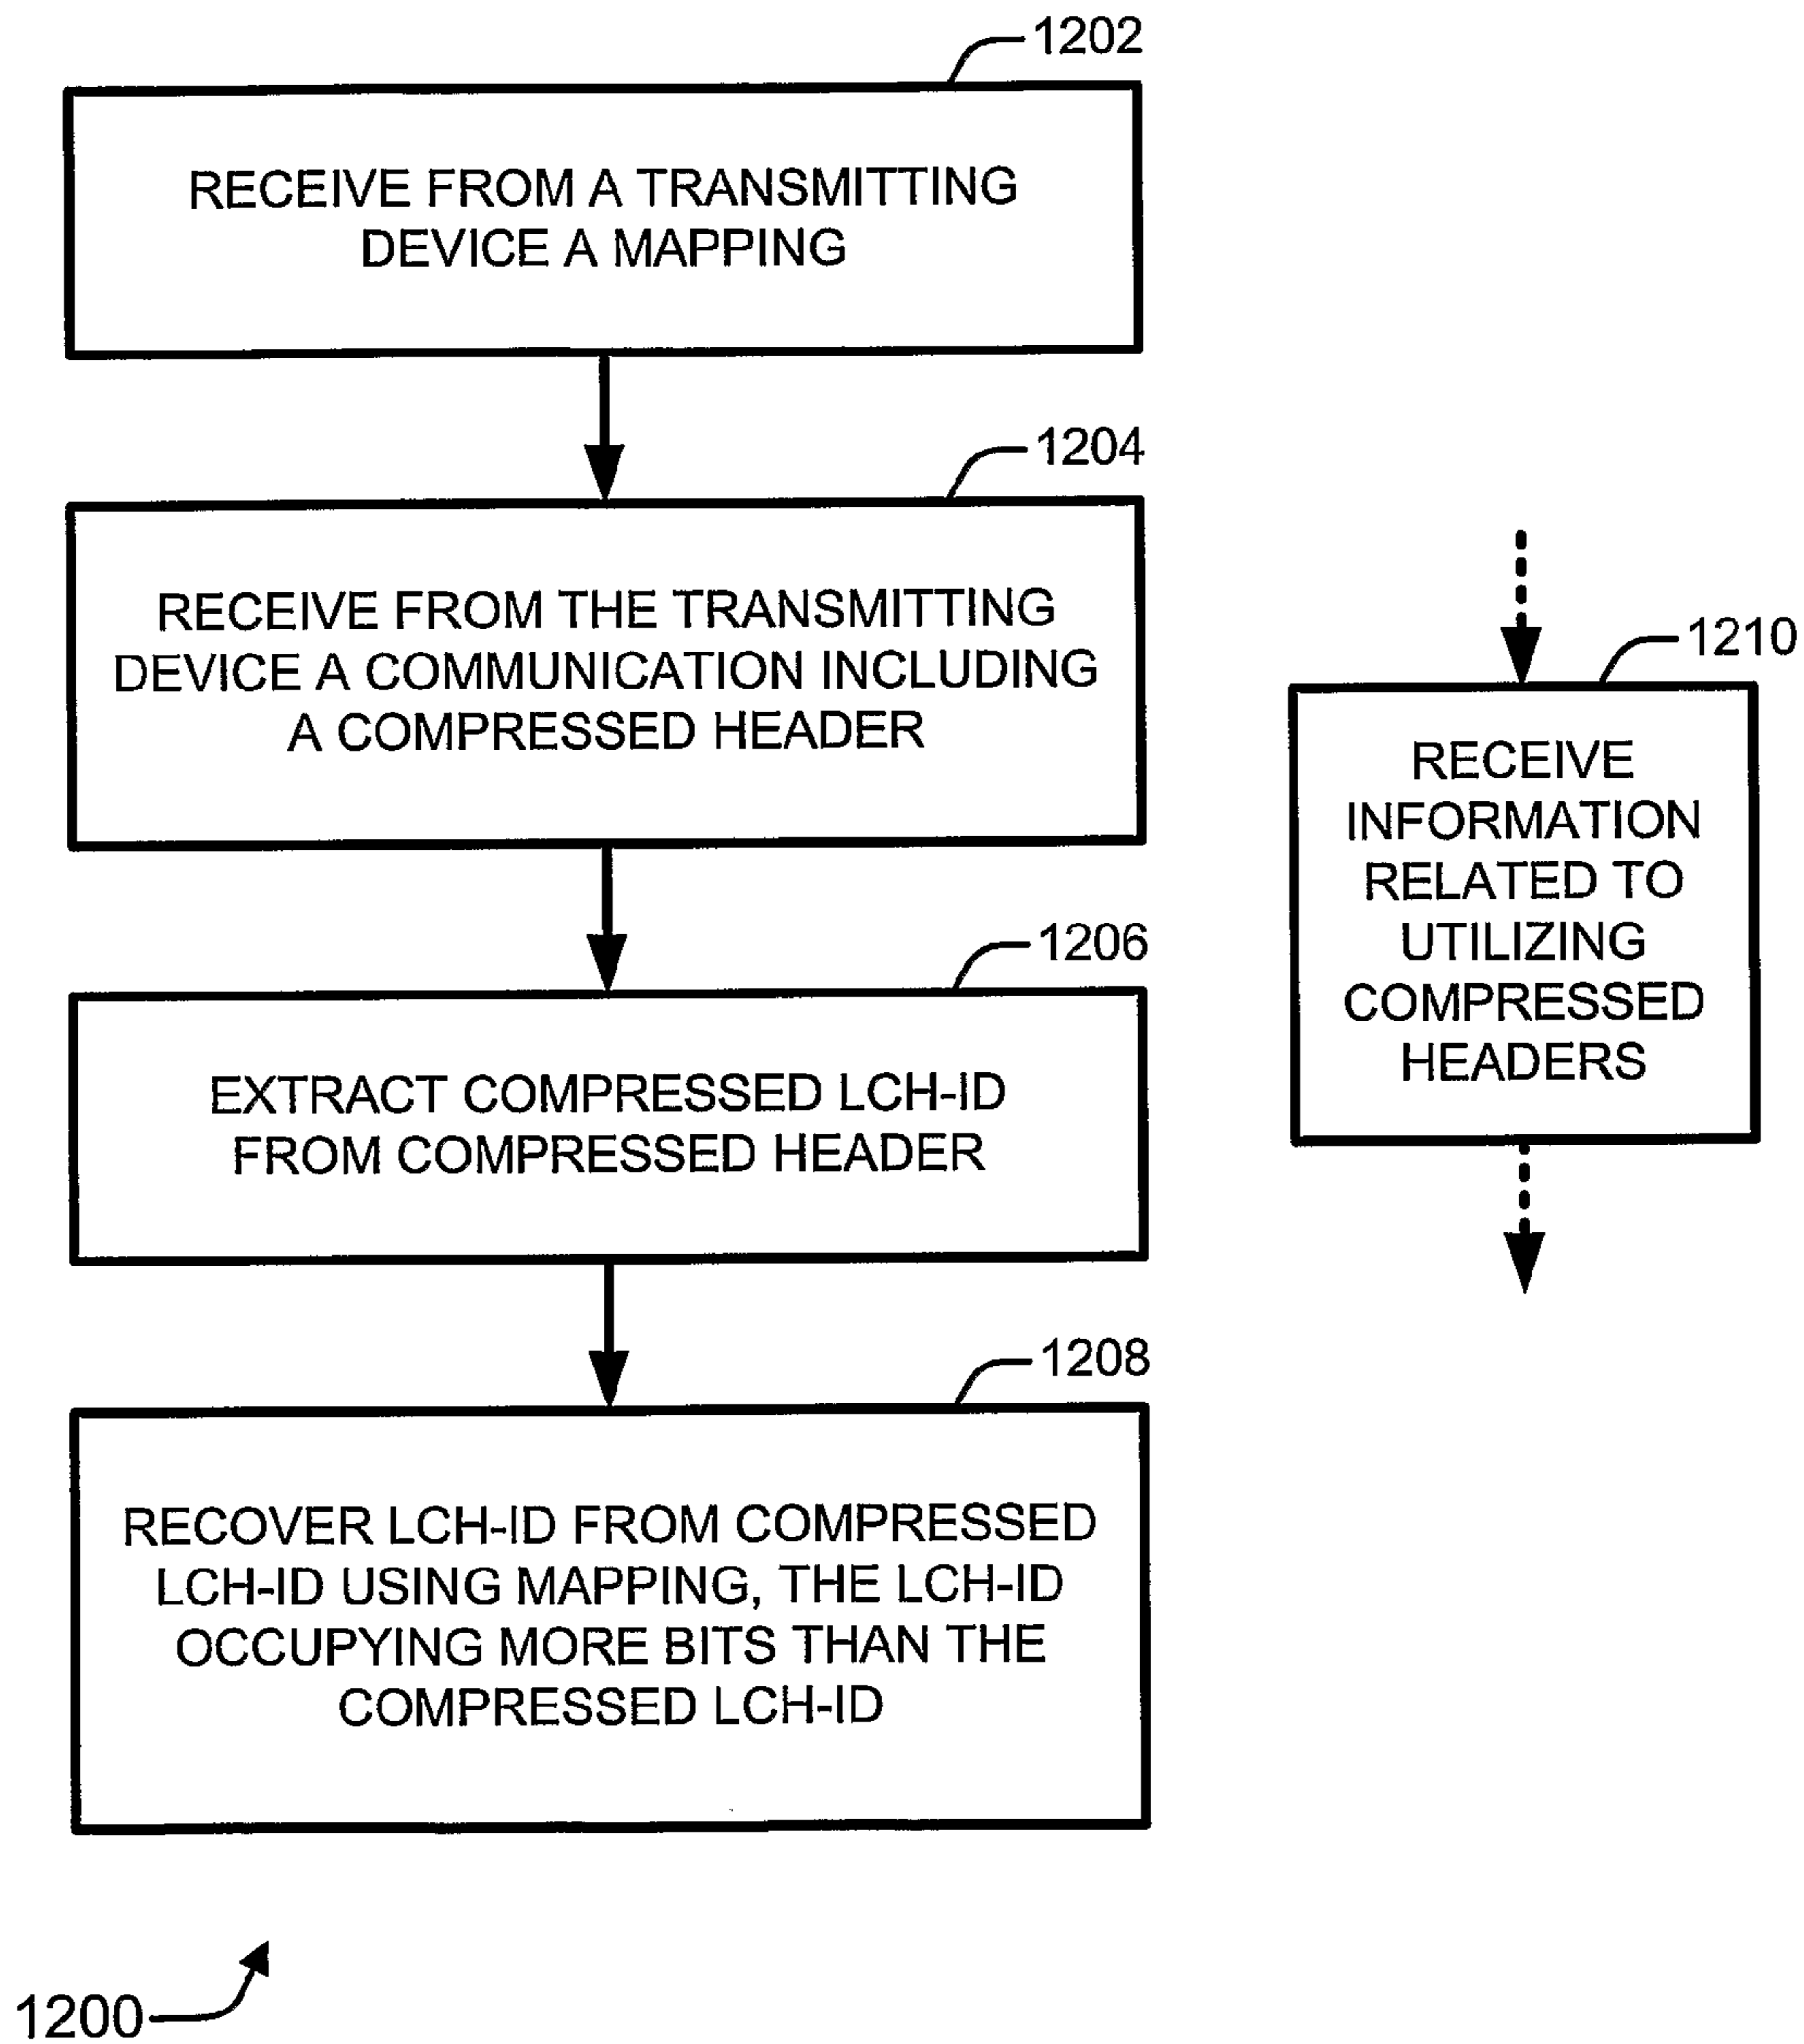 1202
RECEIVE FROM A TRANSMITTING
DEVICE A MAPPING
1204
RECEIVE FROM THE TRANSMITTING
DEVICE A COMMUNICATION INCLUDING
A COMPRESSED HEADER
1206
EXTRACT COMPRESSED LCH-ID
FROM COMPRESSED HEADER
1208
RECOVER LCH-ID FROM COMPRESSED
LCH-ID USING MAPPING, THE LCH-ID
OCCUPYING MORE BITS THAN THE
COMPRESSED LCH-ID
1210
RECEIVE
INFORMATION
RELATED TO
UTILIZING
COMPRESSED
HEADERS
1200